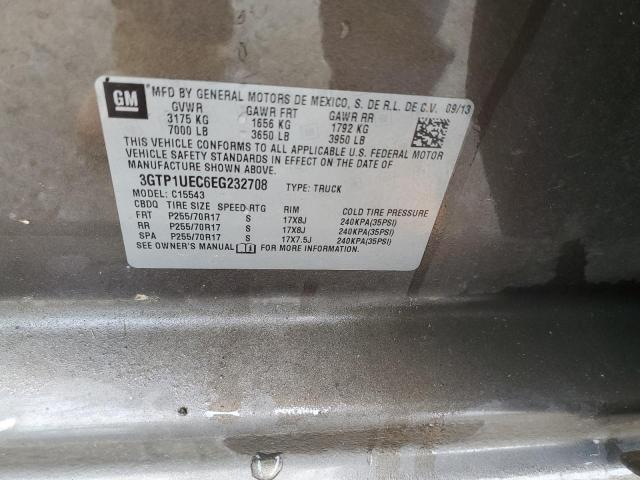 GM MFD BY GENERAL MOTORS DE MEXICO, S. DE R.L. DE C.V. 09/13
GVWR GAWR FRT GAWR RR
3175 KG 1656 KG 1792 KG
7000 LB 3650 LB 3950 LB
THIS VEHICLE CONFORMS TO ALL APPLICABLE U.S. FEDERAL MOTOR
VEHICLE SAFETY STANDARDS IN EFFECT ON THE DATE OF
MANUFACTURE SHOWN ABOVE.
3GTP1UEC6EG232708 TYPE: TRUCK
MODEL: C15543
CBDQ TIRE SIZE SPEED-RTG RIM COLD TIRE PRESSURE
FRT P255/70R17 S 17X8J 240KPA(35PSI)
RR P255/70R17 S 17X8J 240KPA(35PSI)
SPA P255/70R17 S 17X7.5J 240KPA(35PSI)
SEE OWNER'S MANUAL FOR MORE INFORMATION.